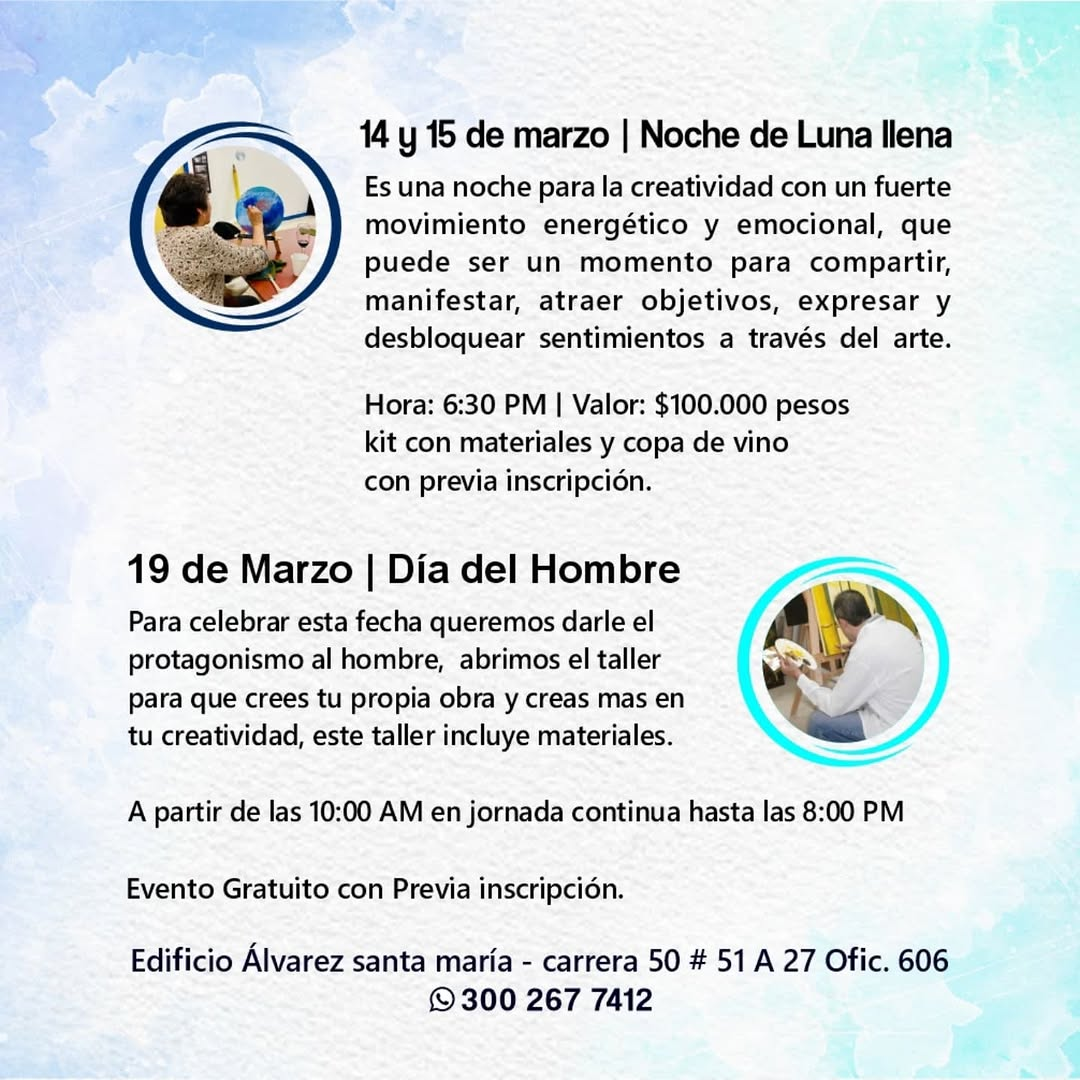 14 y 15 de marzo | Noche de Luna llena
Es una noche para la creatividad con un fuerte
movimiento energético y emocional, que
puede ser un momento para compartir,
manifestar, atraer objetivos, expresar y
desbloquear sentimientos a través del arte.
Hora: 6:30 PM | Valor: $100.000 pesos
kit con materiales y copa de vino
con previa inscripción.
19 de Marzo | Día del Hombre
Para celebrar esta fecha queremos darle el
protagonismo al hombre, abrimos el taller
para que crees tu propia obra y creas mas en
tu creatividad, este taller incluye materiales.
A partir de las 10:00 AM en jornada continua hasta las 8:00 PM
Evento Gratuito con Previa inscripción.
Edificio Álvarez santa maría - carrera 50 # 51 A 27 Ofic. 606
300 267 7412